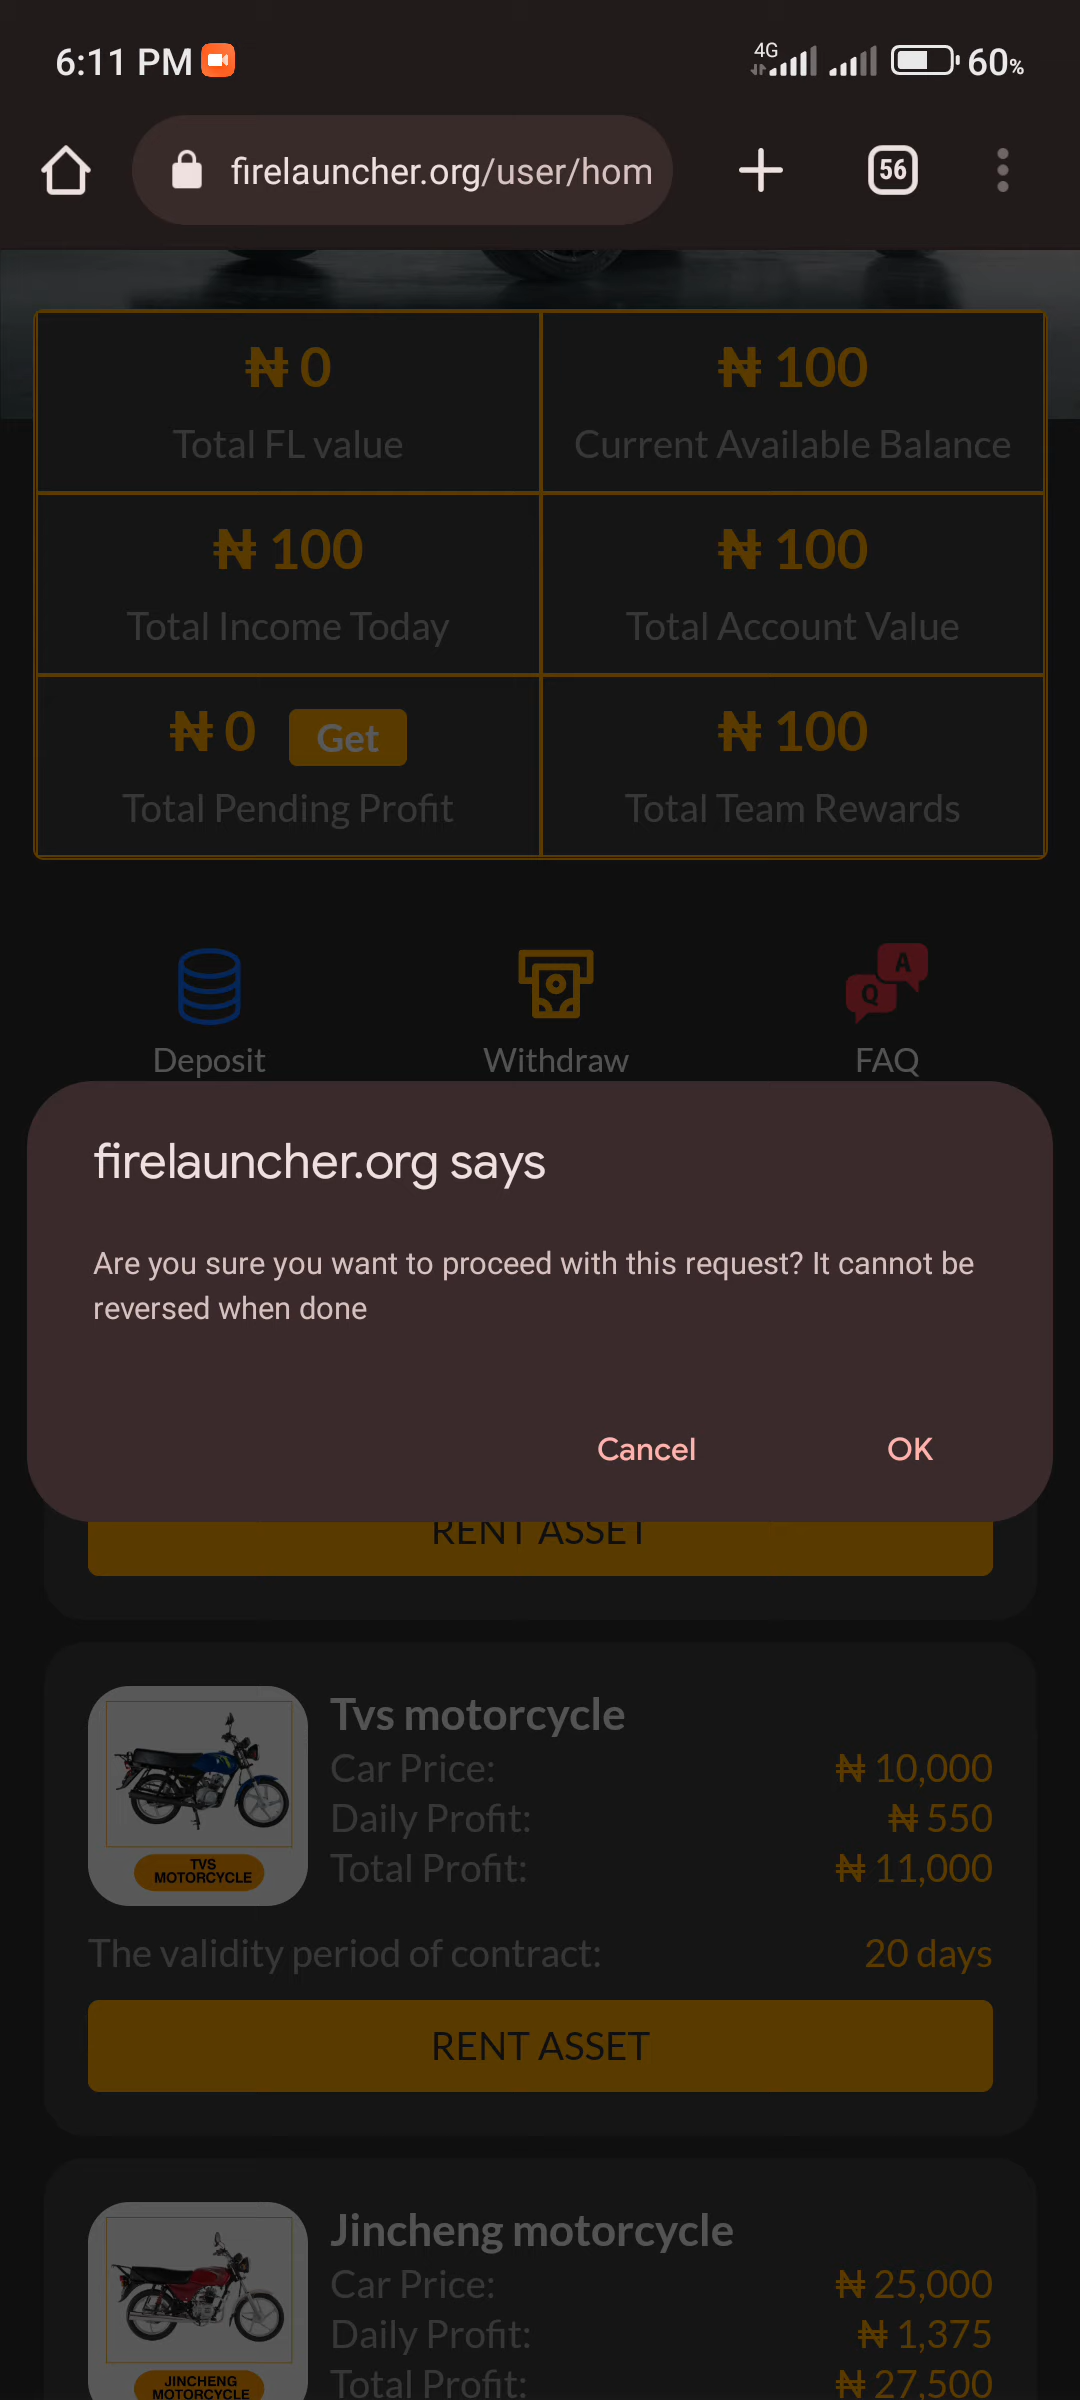 6:11 PM
4G
60%
firelauncher.org/user/hom
56
₦ 0
Total FL value
₦ 100
Current Available Balance
₦ 100
Total Income Today
₦ 100
Total Account Value
₦ 0 Get
Total Pending Profit
₦ 100
Total Team Rewards
A
Q
Deposit
Withdraw
FAQ
firelauncher.org says
Are you sure you want to proceed with this request? It cannot be
reversed when done
Cancel
OK
RENT ASSET
TVS
MOTORCYCLE
Tvs motorcycle
Car Price: ₦ 10,000
Daily Profit: ₦ 550
Total Profit: ₦ 11,000
The validity period of contract: 20 days
RENT ASSET
JINCHENG
MOTORCYCLE
Jincheng motorcycle
Car Price: ₦ 25,000
Daily Profit: ₦ 1,375
Total Profit: ₦ 27,500